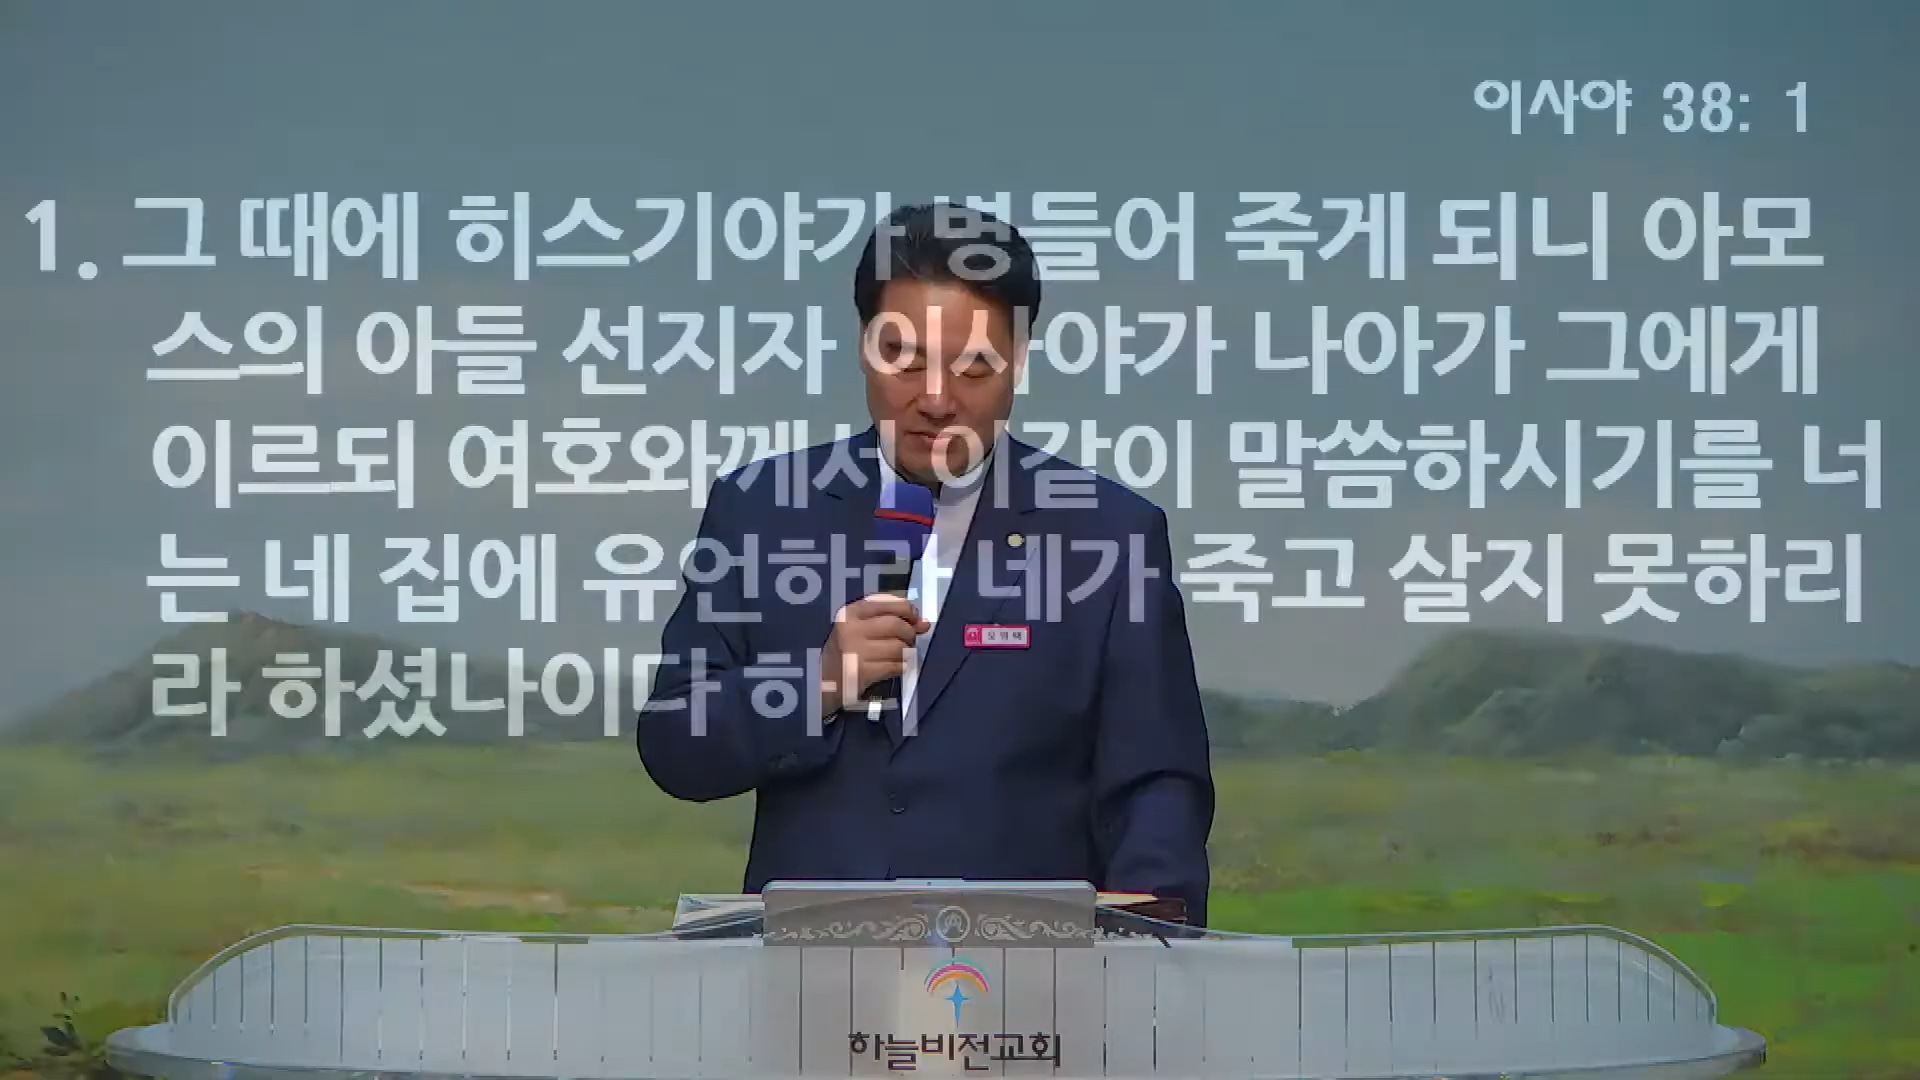 이사야 38: 1
1. 그 때에 히스기야가 병들어 죽게 되니 아모
스의 아들 선지자 이사야가 나아가 그에게
이르되 여호와께서 이같이 말씀하시기를 너
는 네 집에 유언하라 네가 죽고 살지 못하리
라 하셨나이다 하니
하늘비전교회